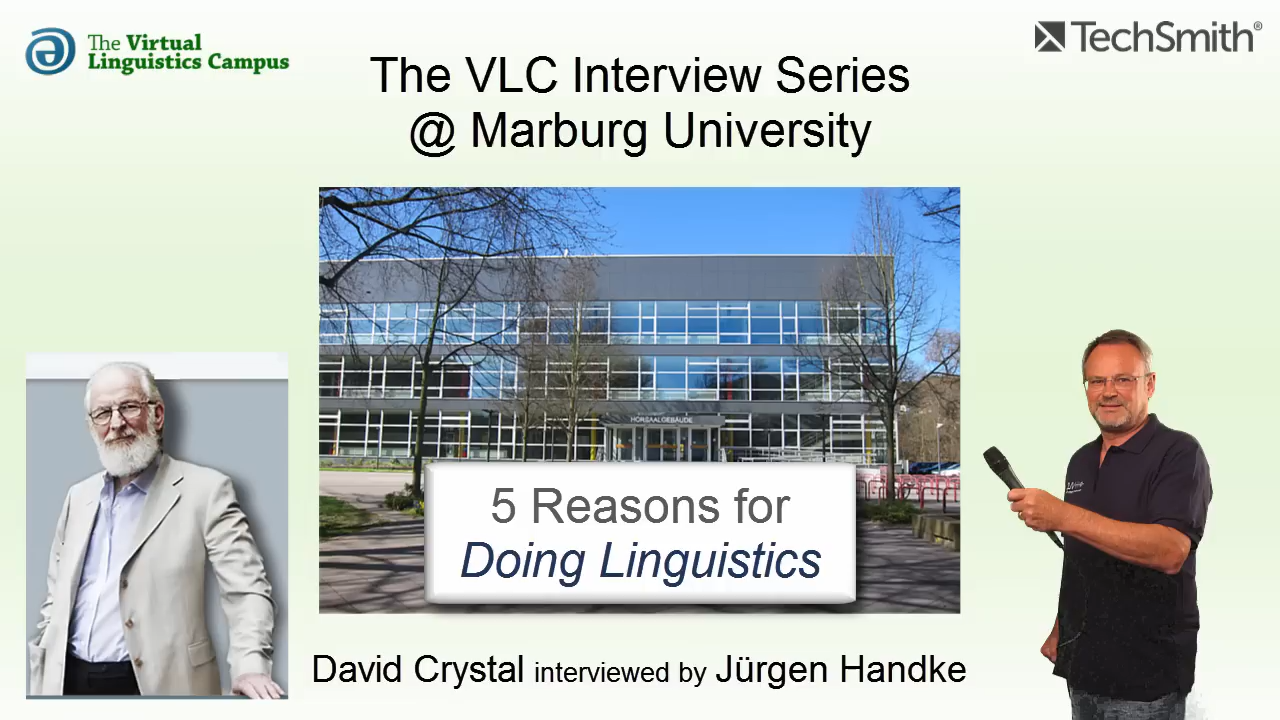 The Virtual
Linguistics Campus
TechSmith®
The VLC Interview Series
@ Marburg University
HÖRSAALGEBÄUDE
5 Reasons for
Doing Linguistics
David Crystal interviewed by Jürgen Handke